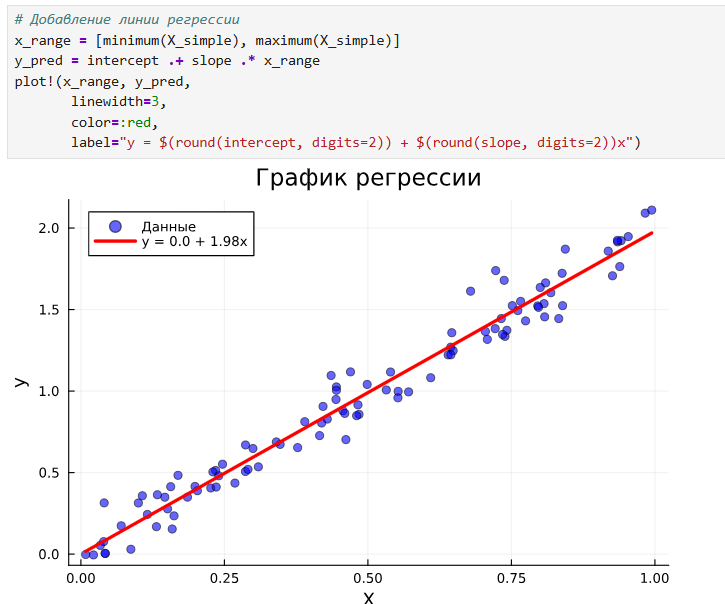 # Добавление линии регрессии
x_range = [minimum(X_simple), maximum(X_simple)]
y_pred = intercept .+ slope .* x_range
plot!(x_range, y_pred,
linewidth=3,
color=:red,
label="y = $(round(intercept, digits=2)) + $(round(slope, digits=2))x")
График регрессии
Данные
y = 0.0 + 1.98x
2.0
1.5
1.0
0.5
0.0
y
0.00 0.25 0.50 0.75 1.00
x